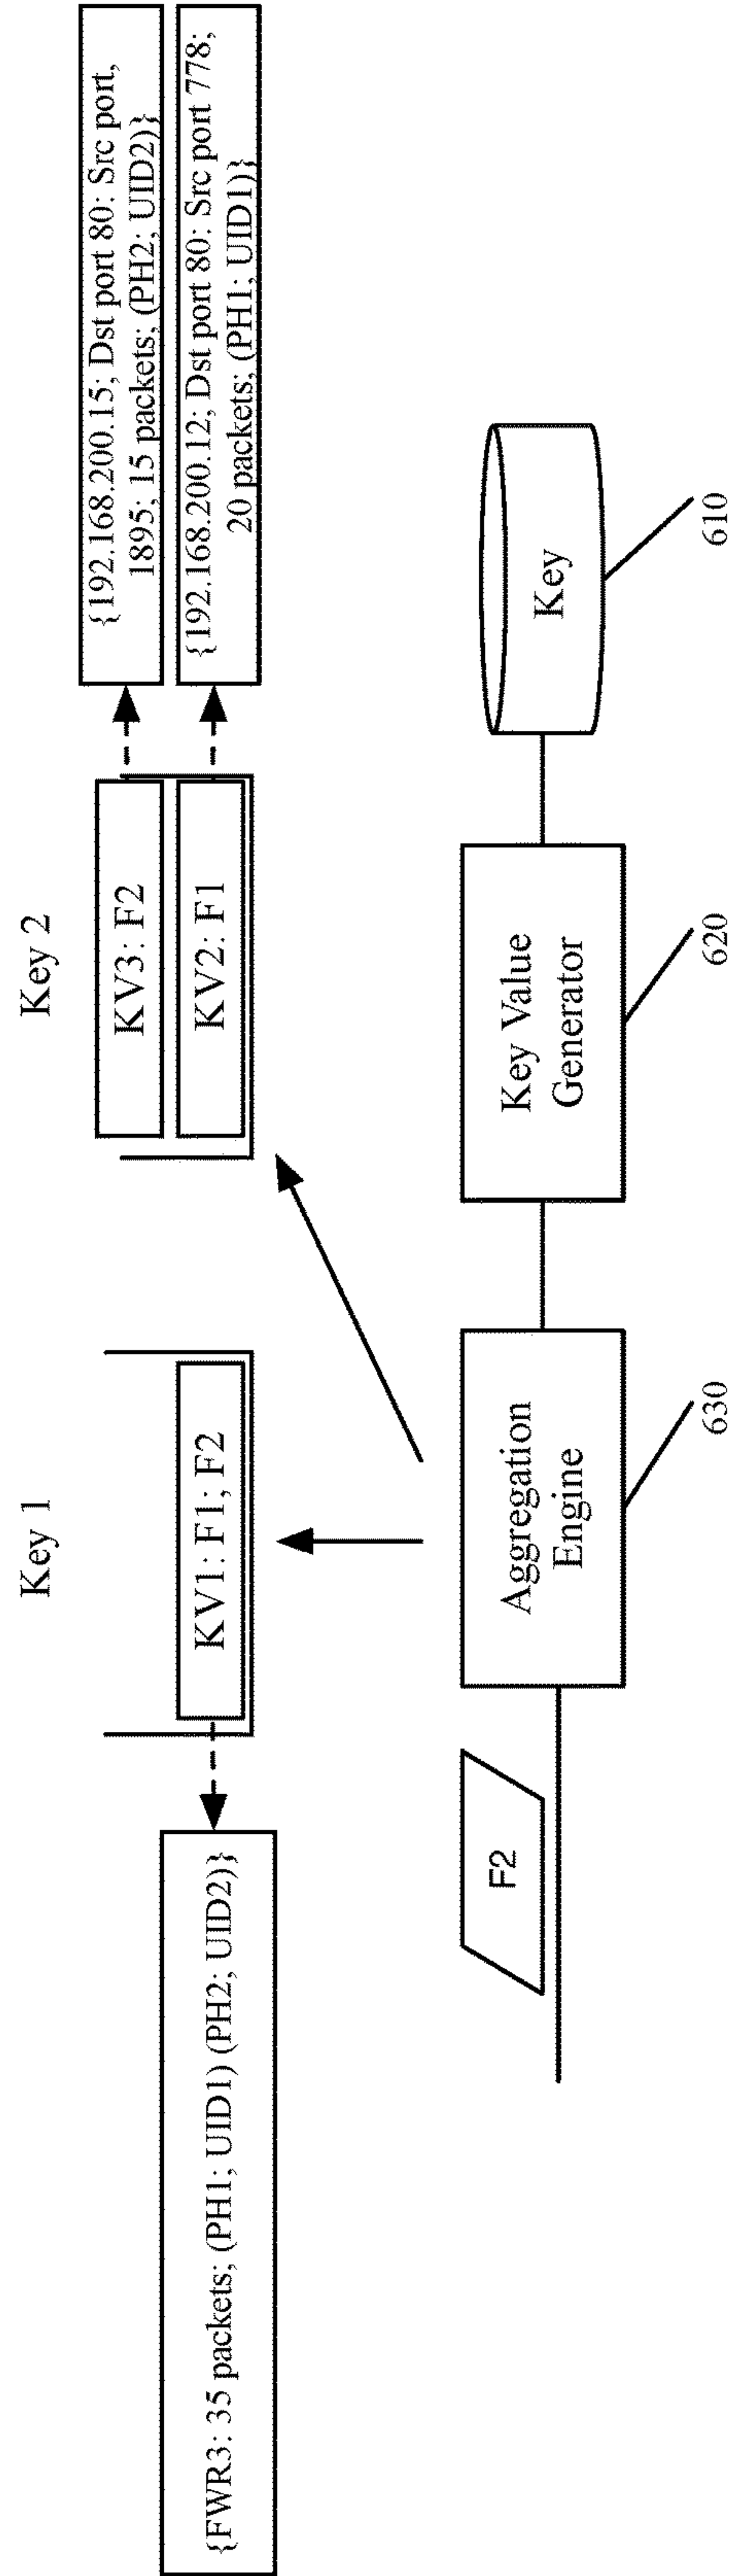 Key 1
Key 2
{FWR3: 35 packets; (PH1; UID1) (PH2; UID2)}
KV1: F1; F2
KV3: F2
KV2: F1
{192.168.200.15; Dst port 80: Src port,
1895; 15 packets; (PH2; UID2)}
{192.168.200.12; Dst port 80: Src port 778;
20 packets; (PH1; UID1)}
F2
Aggregation
Engine
630
Key Value
Generator
620
Key
610